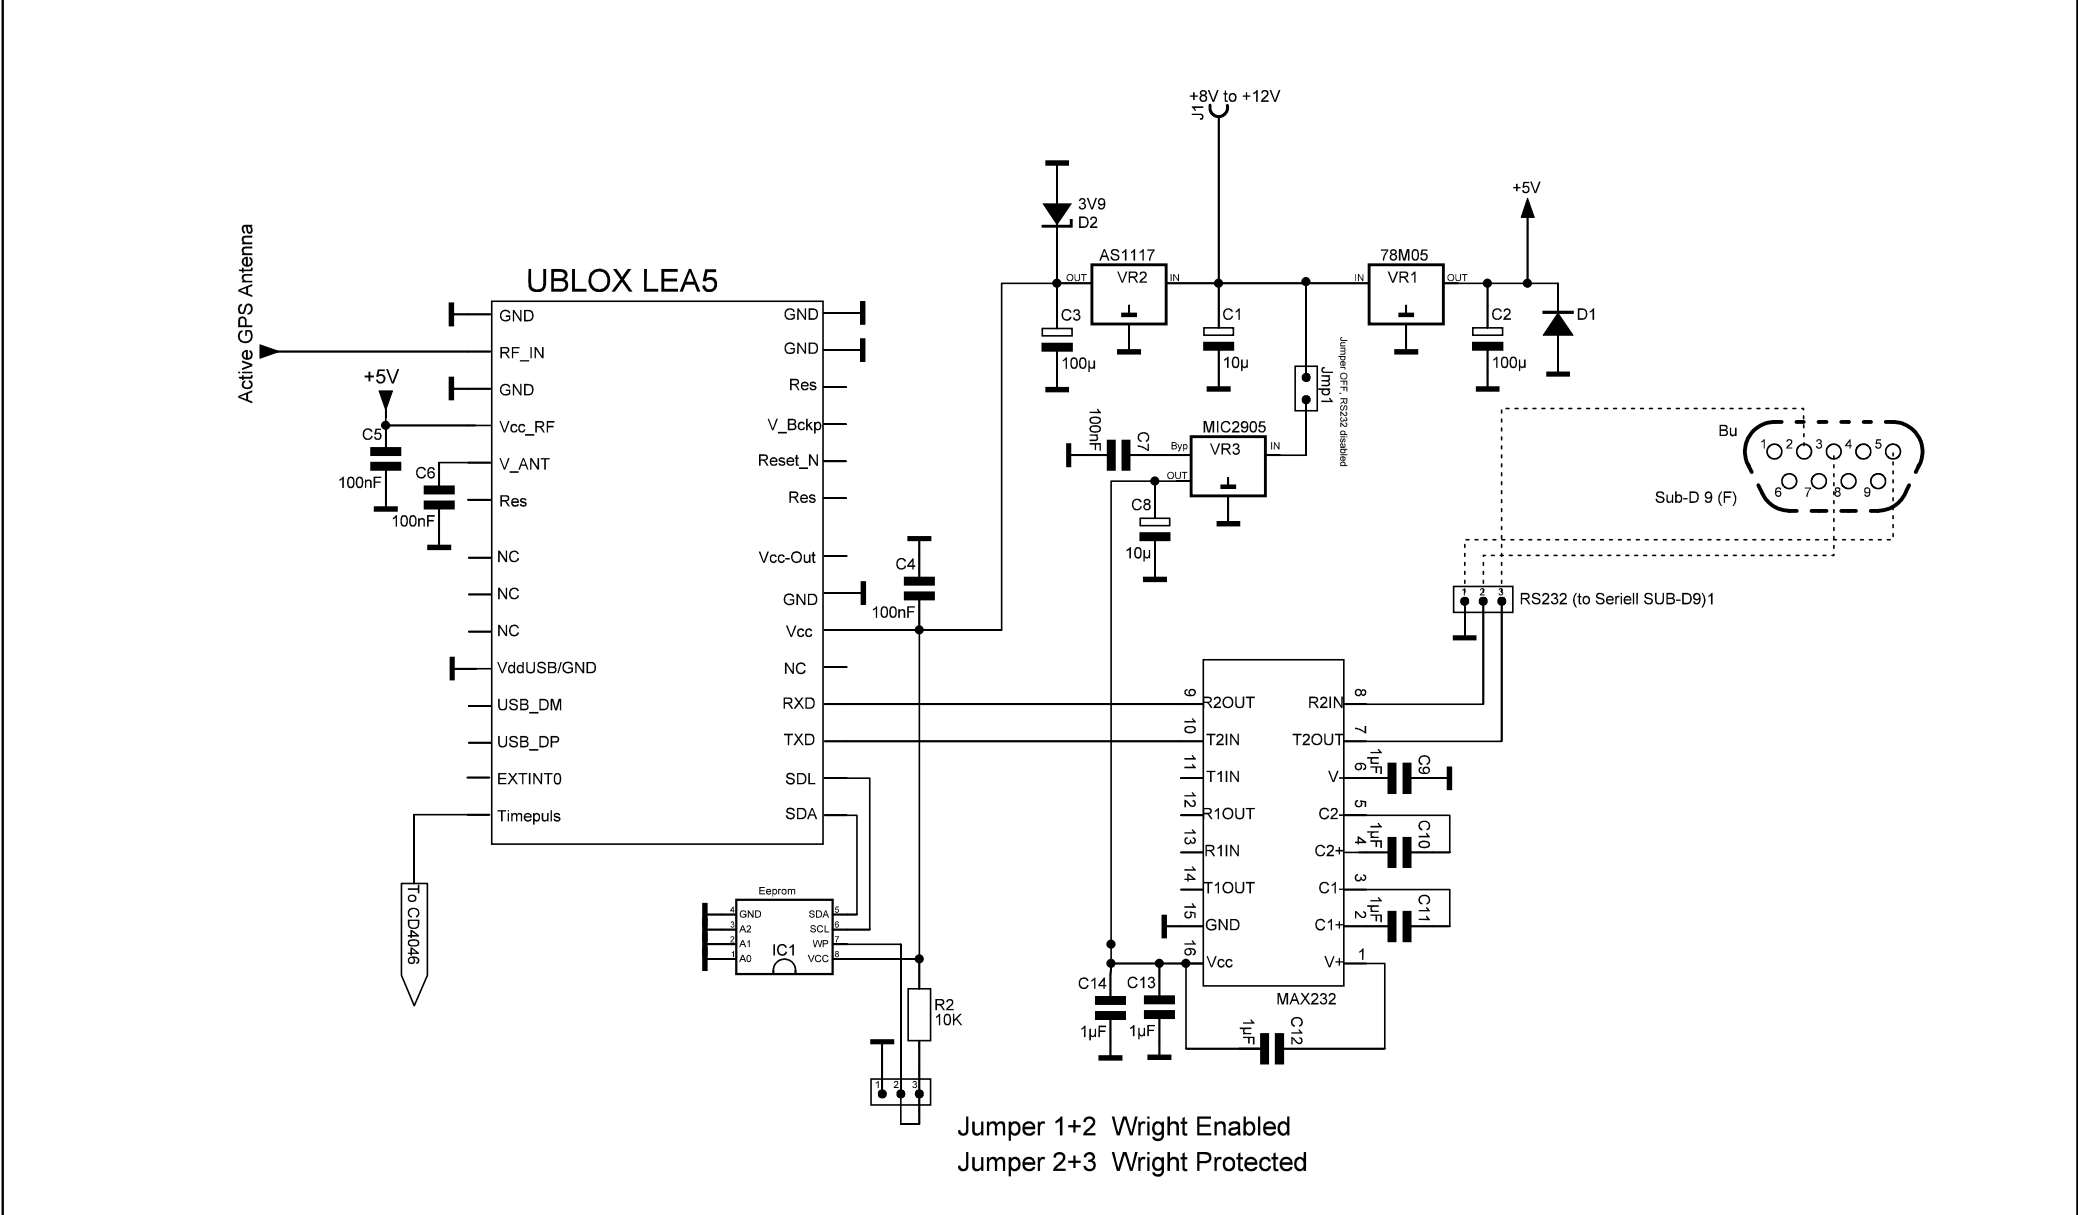 +8V to +12V
J1
+5V
3V9
D2
AS1117
OUT
VR2
IN
78M05
IN
VR1
OUT
C3
100µ
C1
10µ
C2
100µ
D1
Jmp1
Jumper OFF, RS232 disabled
MIC2905
Byp
VR3
IN
OUT
100nF
C7
C8
10µ
Active GPS Antenna
UBLOX LEA5
GND
RF_IN
GND
Vcc_RF
V_ANT
Res
NC
NC
NC
VddUSB/GND
USB_DM
USB_DP
EXTINT0
Timepuls
GND
GND
Res
V_Bckp
Reset_N
Res
Vcc-Out
GND
Vcc
NC
RXD
TXD
SDL
SDA
+5V
C5
100nF
C6
100nF
C4
100nF
To CD4046
Eeprom
4 GND
3 A2
2 A1
1 A0
IC1
SDA 5
SCL 6
WP 7
VCC 8
R2
10K
1 2 3
Jumper 1+2 Wright Enabled
Jumper 2+3 Wright Protected
Bu
1 2 3 4 5
6 7 8 9
Sub-D 9 (F)
1 2 3
RS232 (to Seriell SUB-D9)1
9 R2OUT
10 T2IN
11 T1IN
12 R1OUT
13 R1IN
14 T1OUT
15 GND
16 Vcc
R2IN 8
T2OUT 7
V- 6
C2- 5
C2+ 4
C1- 3
C1+ 2
V+ 1
MAX232
1µF
C9
1µF
C10
1µF
C11
C14
1µF
C13
1µF
1µF
C12